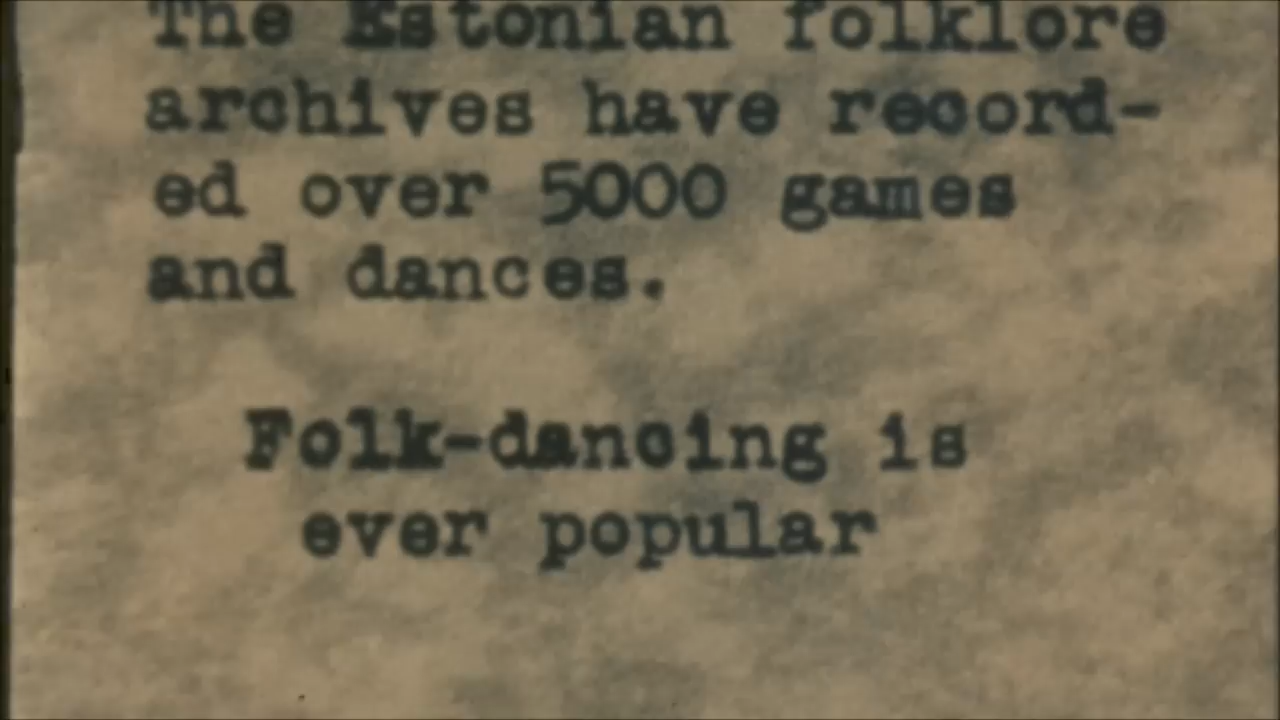 The Estonian folklore
archives have record-
ed over 5000 games
and dances.
Folk-dancing is
ever popular